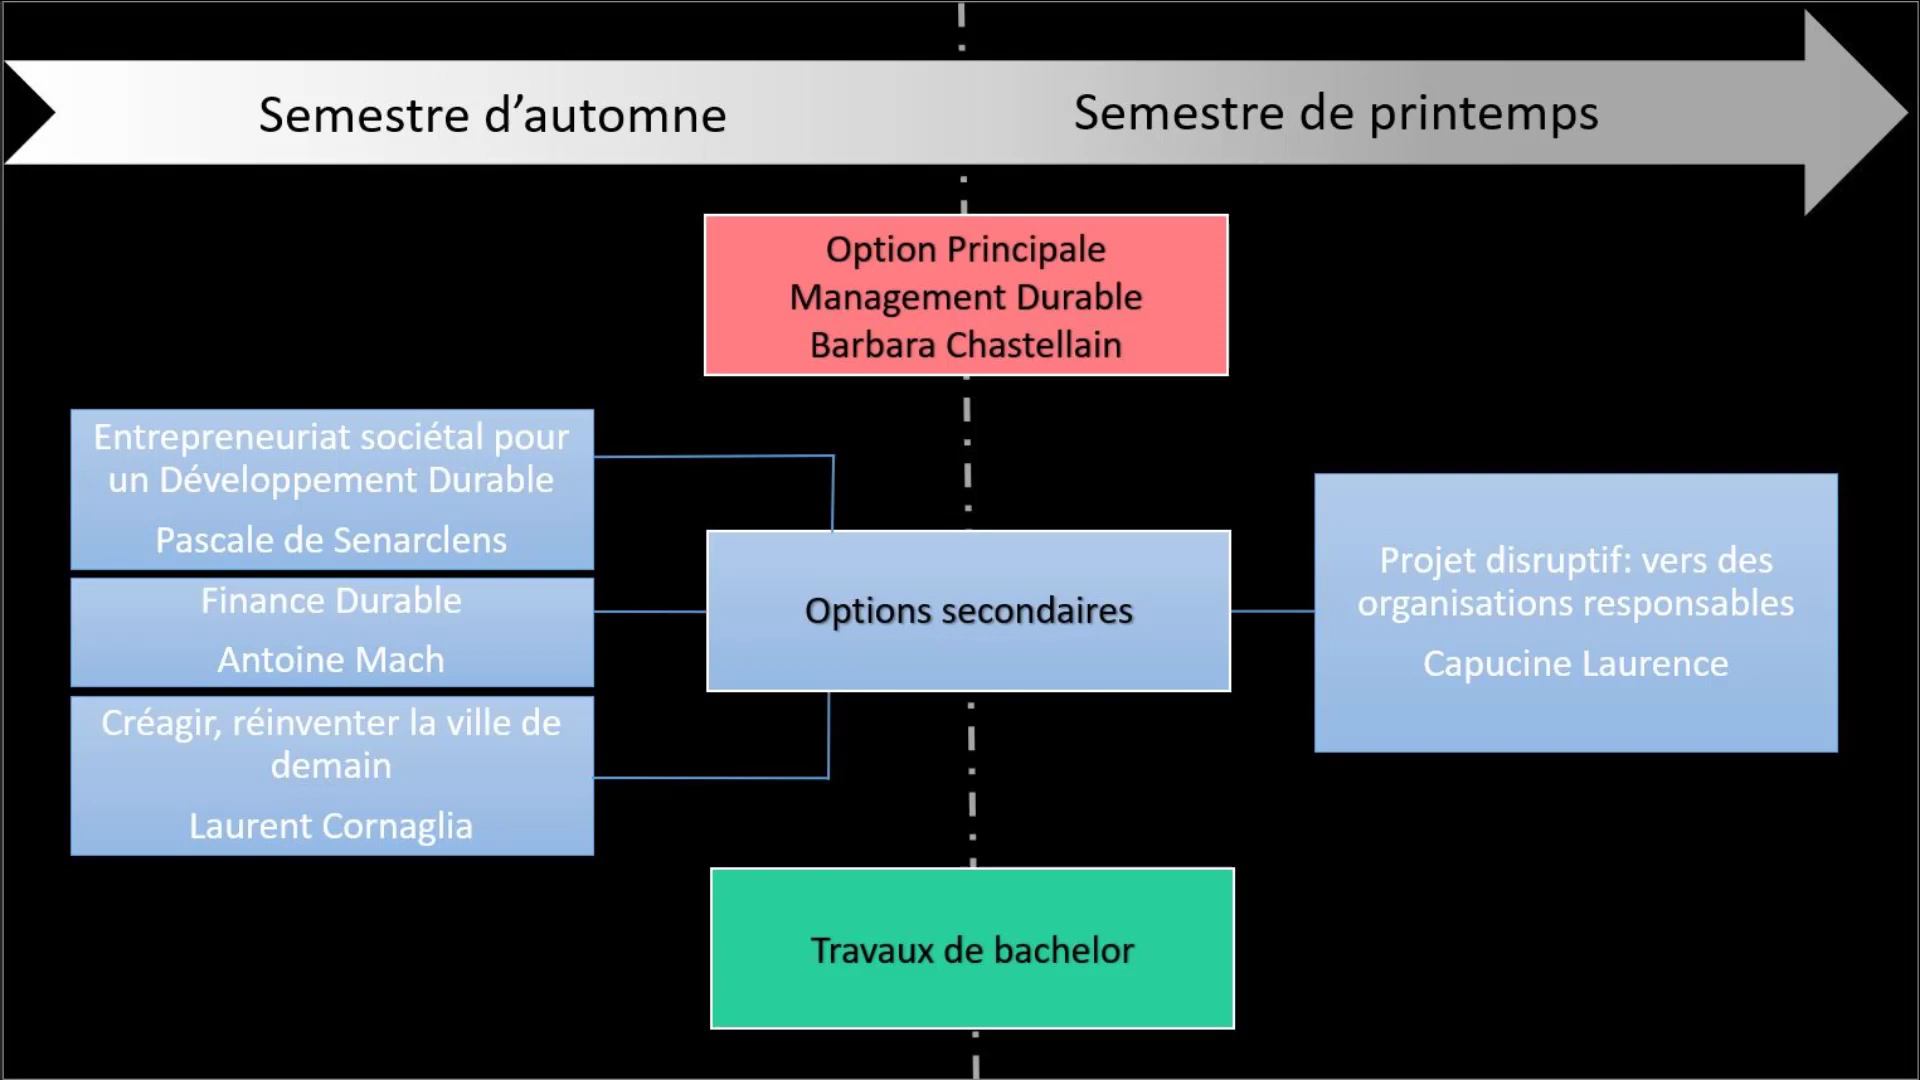 Semestre d’automne
Semestre de printemps
Option Principale
Management Durable
Barbara Chastellain
Entrepreneuriat sociétal pour
un Développement Durable
Pascale de Senarclens
Finance Durable
Antoine Mach
Créagir, réinventer la ville de
demain
Laurent Cornaglia
Options secondaires
Projet disruptif: vers des
organisations responsables
Capucine Laurence
Travaux de bachelor